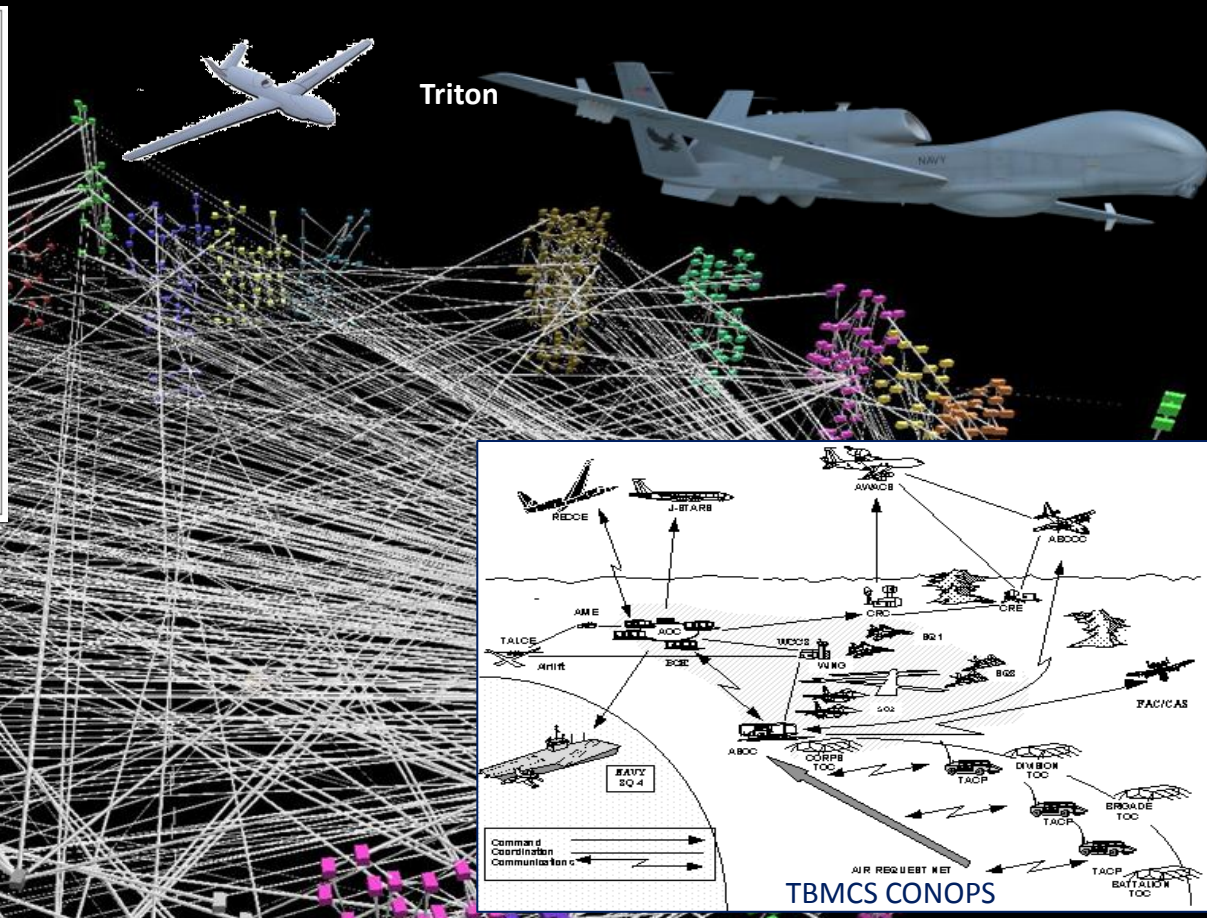 Triton
NAVY
RECCE
J-STARS
AWACS
ABCCC
AME
AOC
CRC
CRE
TALCE
WCCS
SQ1
Airlift
WING
FAC/CAS
SQ2
ASOC
CORPS
TOC
TACP
DIVISION
TOC
NAVY
SQ 4
TACP
BRIGADE
TOC
Command
Coordination
Communications
TACP
AIR REQUEST NET
BATTALION
TOC
TBMCS CONOPS